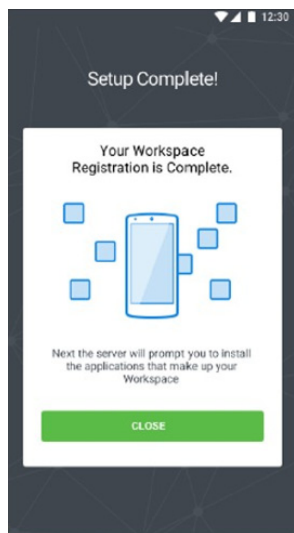 12:30
Setup Complete!
Your Workspace
Registration is Complete.
Next the server will prompt you to install
the applications that make up your
Workspace
CLOSE